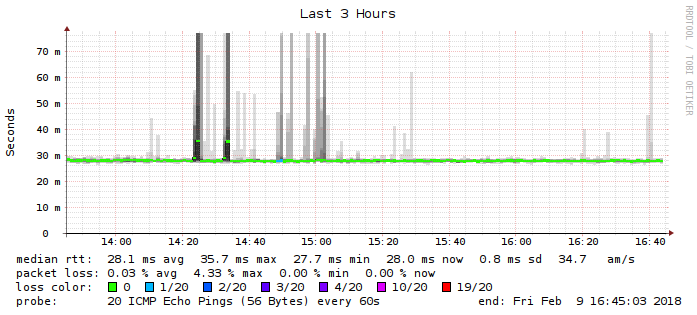 Last 3 Hours
RRDTOOL / TOBI OETIKER
Seconds
70 m
60 m
50 m
40 m
30 m
20 m
10 m
0
14:00 14:20 14:40 15:00 15:20 15:40 16:00 16:20 16:40
median rtt: 28.1 ms avg 35.7 ms max 27.7 ms min 28.0 ms now 0.8 ms sd 34.7 am/s
packet loss: 0.03 % avg 4.33 % max 0.00 % min 0.00 % now
loss color: 0 1/20 2/20 3/20 4/20 10/20 19/20
probe: 20 ICMP Echo Pings (56 Bytes) every 60s end: Fri Feb 9 16:45:03 2018